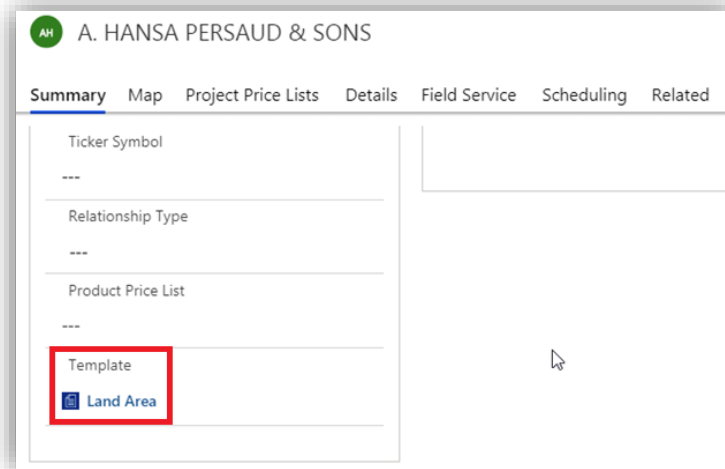 AH A. HANSA PERSAUD & SONS
Summary Map Project Price Lists Details Field Service Scheduling Related
Ticker Symbol
---
Relationship Type
---
Product Price List
---
Template
Land Area